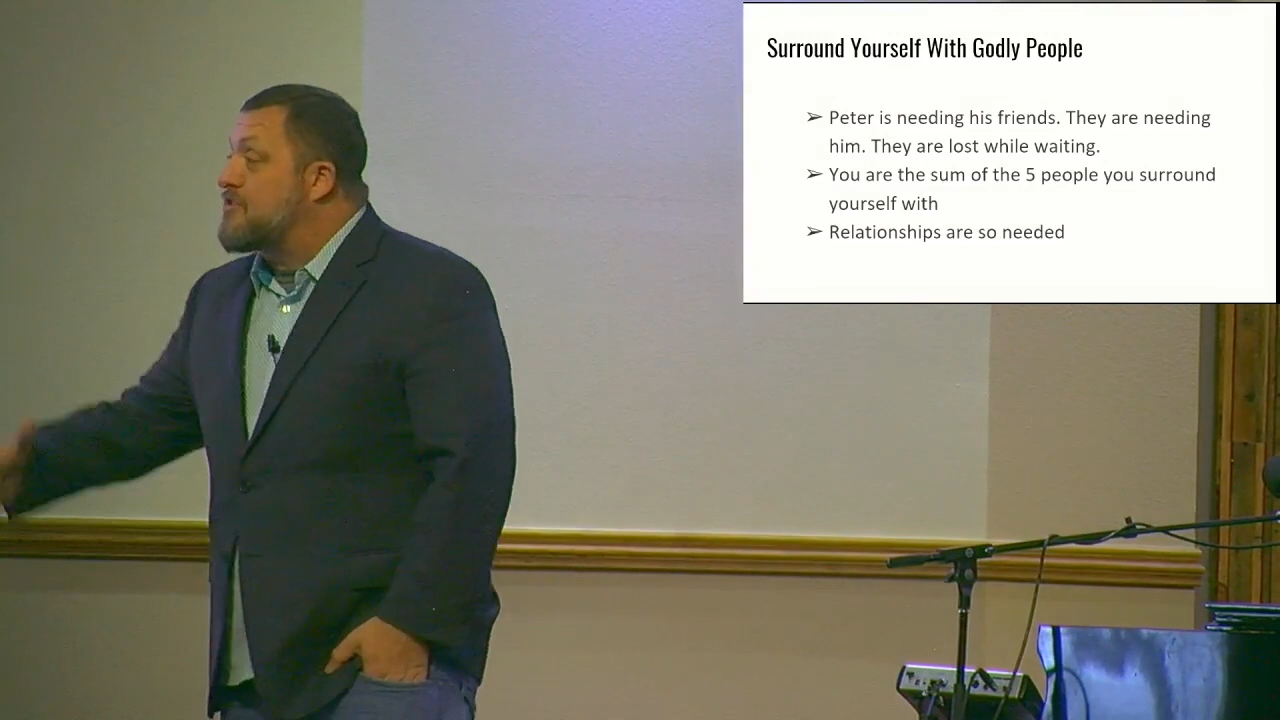 Surround Yourself With Godly People
➢ Peter is needing his friends. They are needing
him. They are lost while waiting.
➢ You are the sum of the 5 people you surround
yourself with
➢ Relationships are so needed